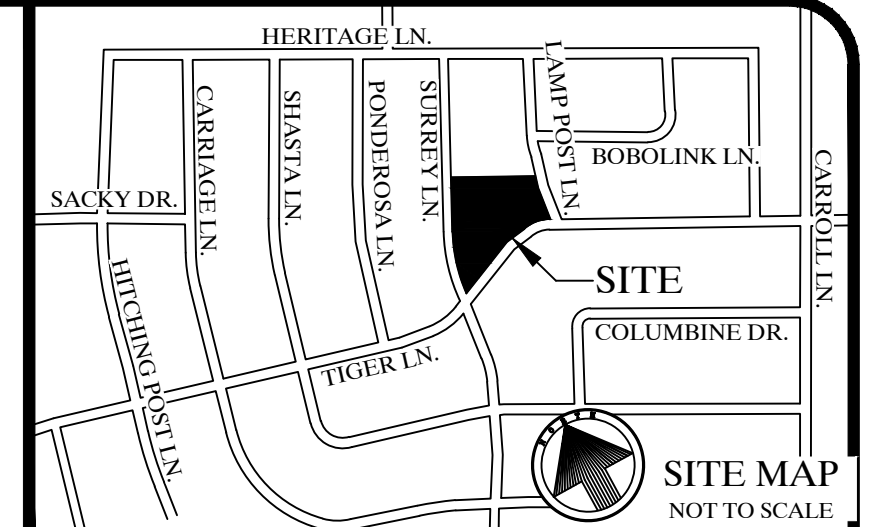 HERITAGE LN.
LAMP POST LN.
CARRIAGE LN.
SHASTA LN.
PONDEROSA LN.
SURREY LN.
BOBOLINK LN.
CARROLL LN.
SACKY DR.
HITCHING POST LN.
SITE
COLUMBINE DR.
TIGER LN.
NORTH
SITE MAP
NOT TO SCALE